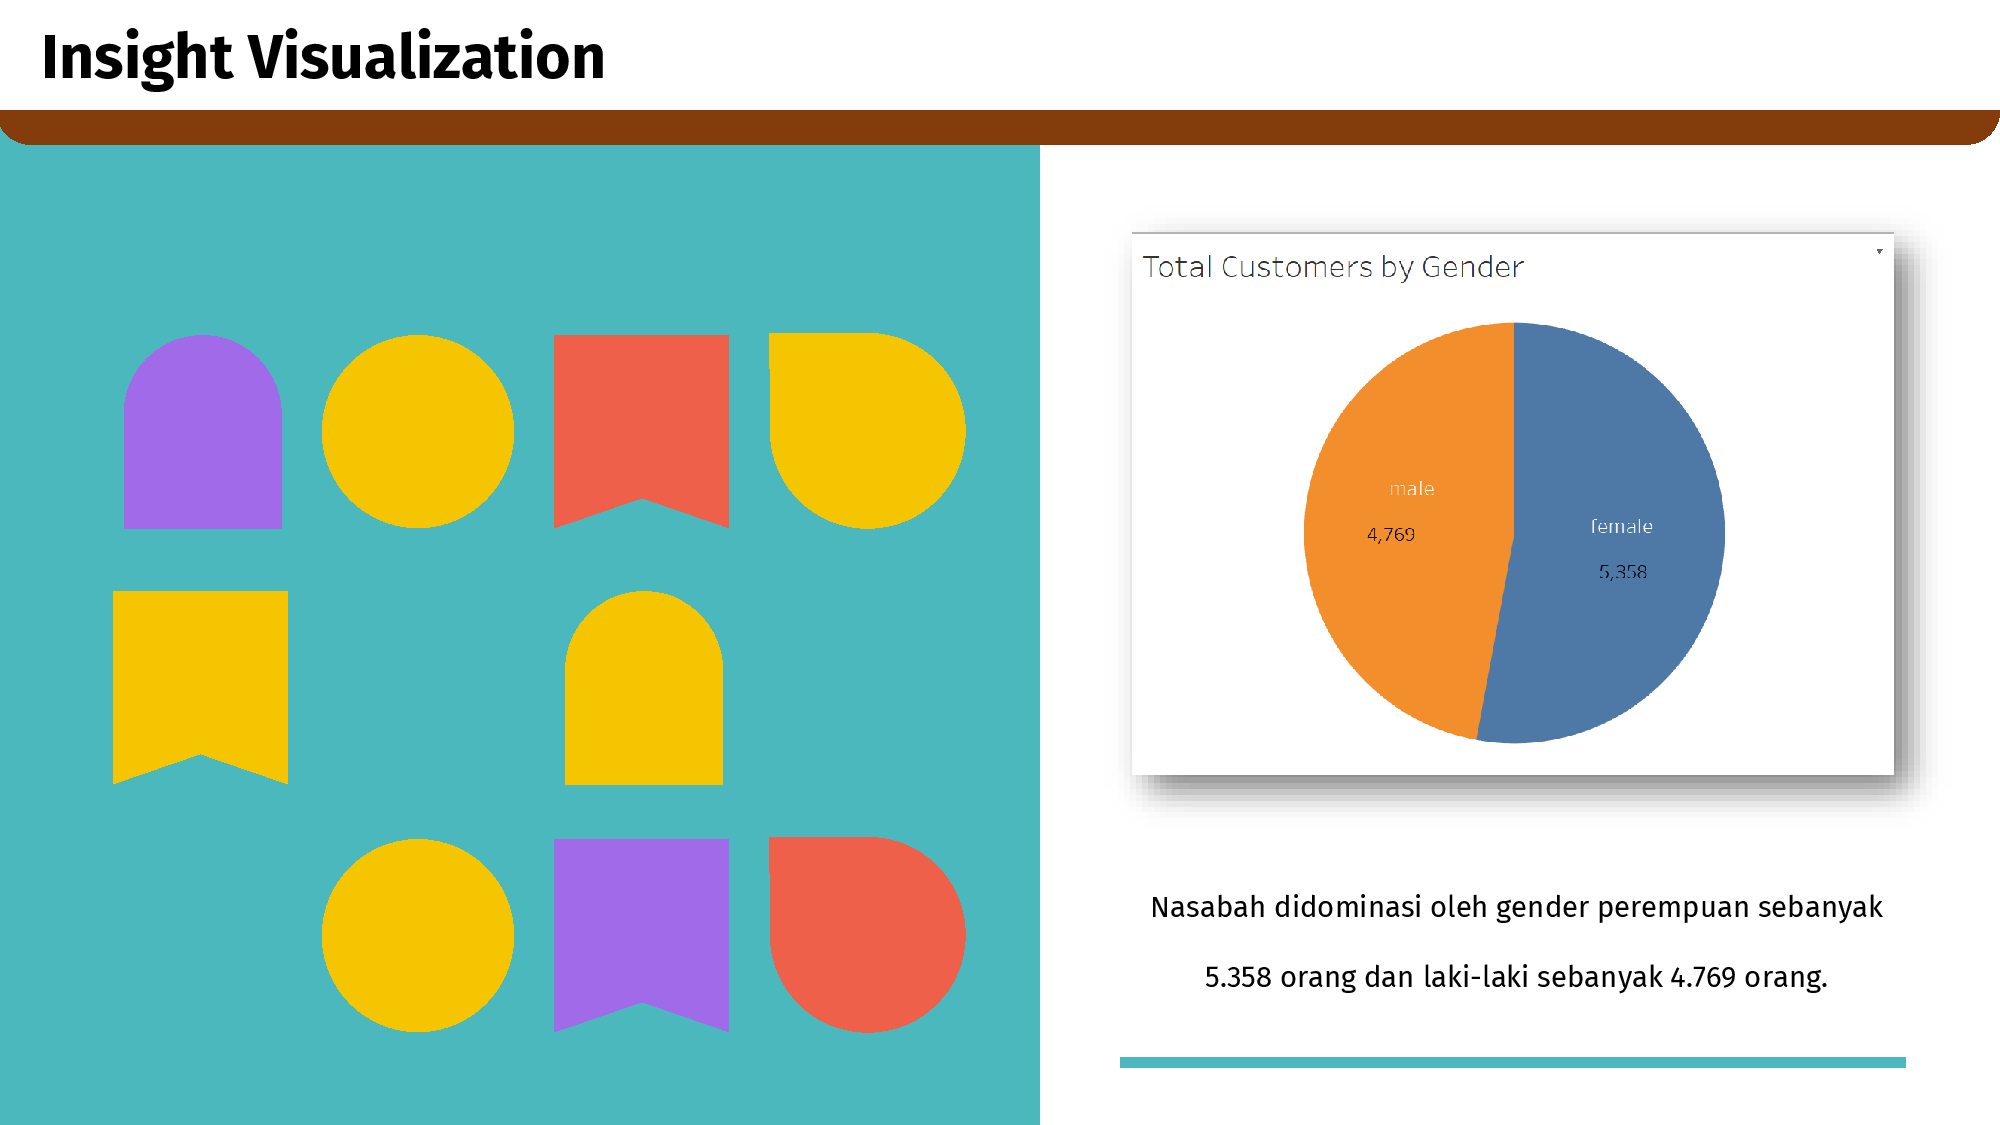 Insight Visualization
Total Customers by Gender
male
4,769
female
5,358
Nasabah didominasi oleh gender perempuan sebanyak
5.358 orang dan laki-laki sebanyak 4.769 orang.